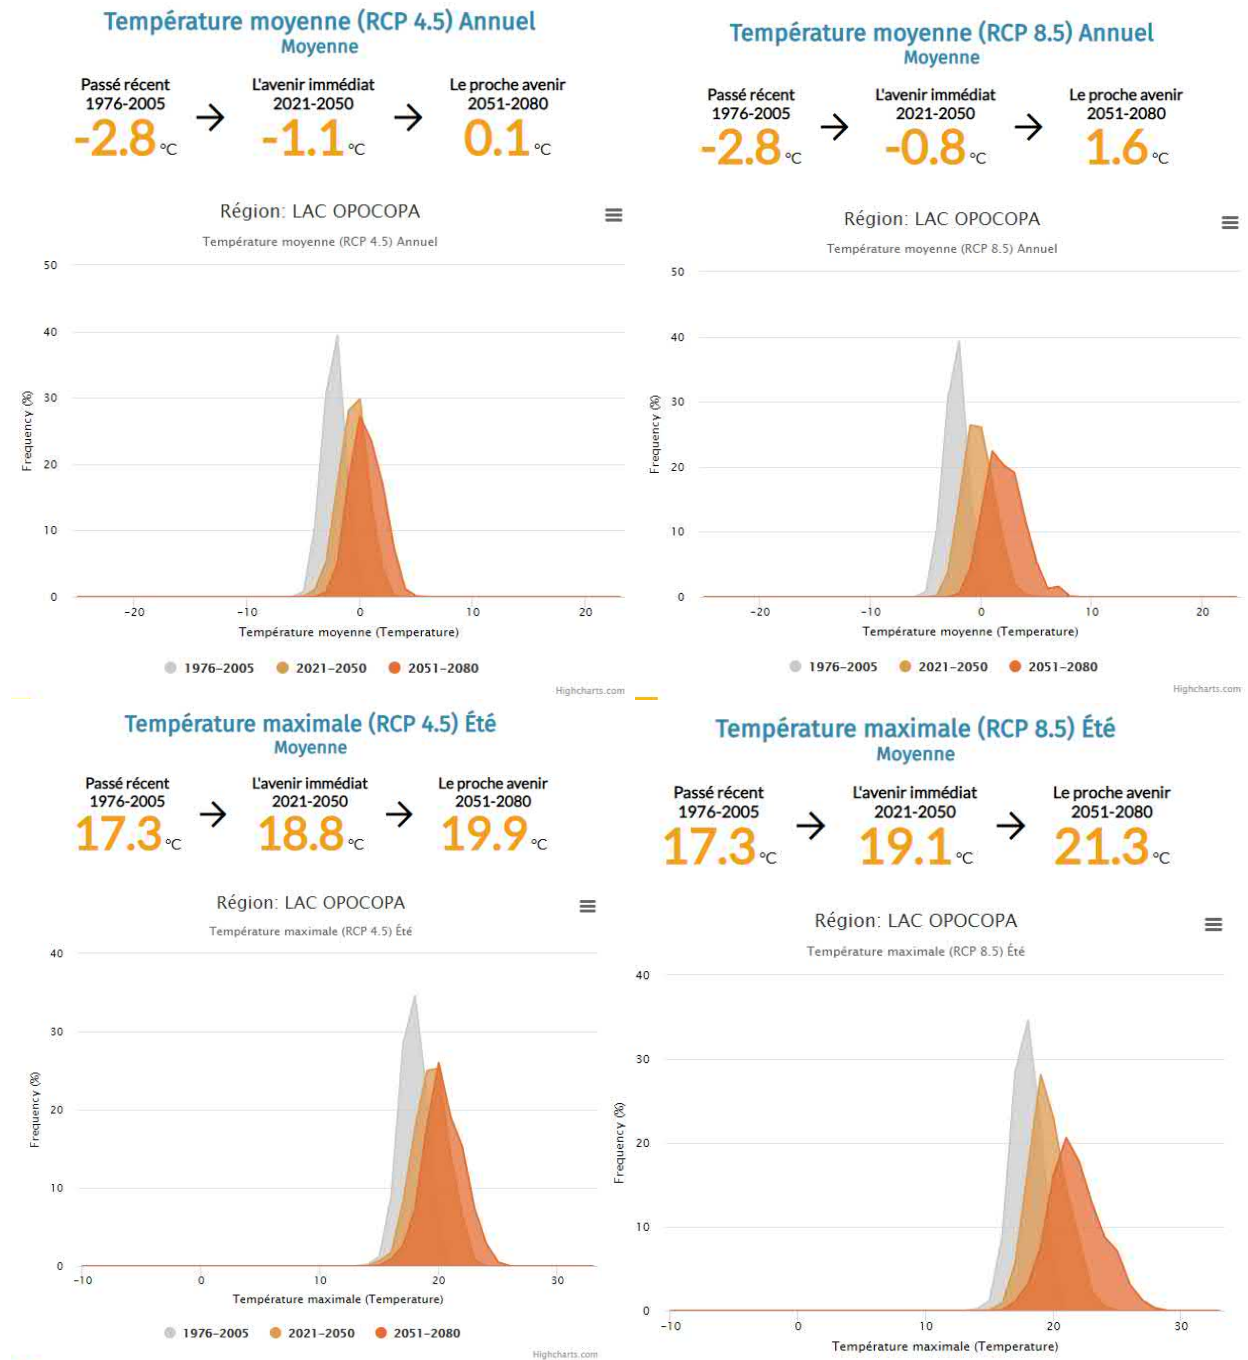 Température moyenne (RCP 4.5) Annuel
Moyenne
Passé récent
1976-2005
-2.8 °C
L'avenir immédiat
2021-2050
-1.1 °C
Le proche avenir
2051-2080
0.1 °C
Région: LAC OPOCOPA
Température moyenne (RCP 4.5) Annuel
50
40
30
20
10
0
Frequency (%)
-20 -10 0 10 20
Température moyenne (Temperature)
1976-2005 2021-2050 2051-2080
Highcharts.com
Température moyenne (RCP 8.5) Annuel
Moyenne
Passé récent
1976-2005
-2.8 °C
L'avenir immédiat
2021-2050
-0.8 °C
Le proche avenir
2051-2080
1.6 °C
Région: LAC OPOCOPA
Température moyenne (RCP 8.5) Annuel
50
40
30
20
10
0
Frequency (%)
-20 -10 0 10 20
Température moyenne (Temperature)
1976-2005 2021-2050 2051-2080
Highcharts.com
Température maximale (RCP 4.5) Été
Moyenne
Passé récent
1976-2005
17.3 °C
L'avenir immédiat
2021-2050
18.8 °C
Le proche avenir
2051-2080
19.9 °C
Région: LAC OPOCOPA
Température maximale (RCP 4.5) Été
40
30
20
10
0
Frequency (%)
-10 0 10 20 30
Température maximale (Temperature)
1976-2005 2021-2050 2051-2080
Highcharts.com
Température maximale (RCP 8.5) Été
Moyenne
Passé récent
1976-2005
17.3 °C
L'avenir immédiat
2021-2050
19.1 °C
Le proche avenir
2051-2080
21.3 °C
Région: LAC OPOCOPA
Température maximale (RCP 8.5) Été
40
30
20
10
0
Frequency (%)
-10 0 10 20 30
Température maximale (Temperature)